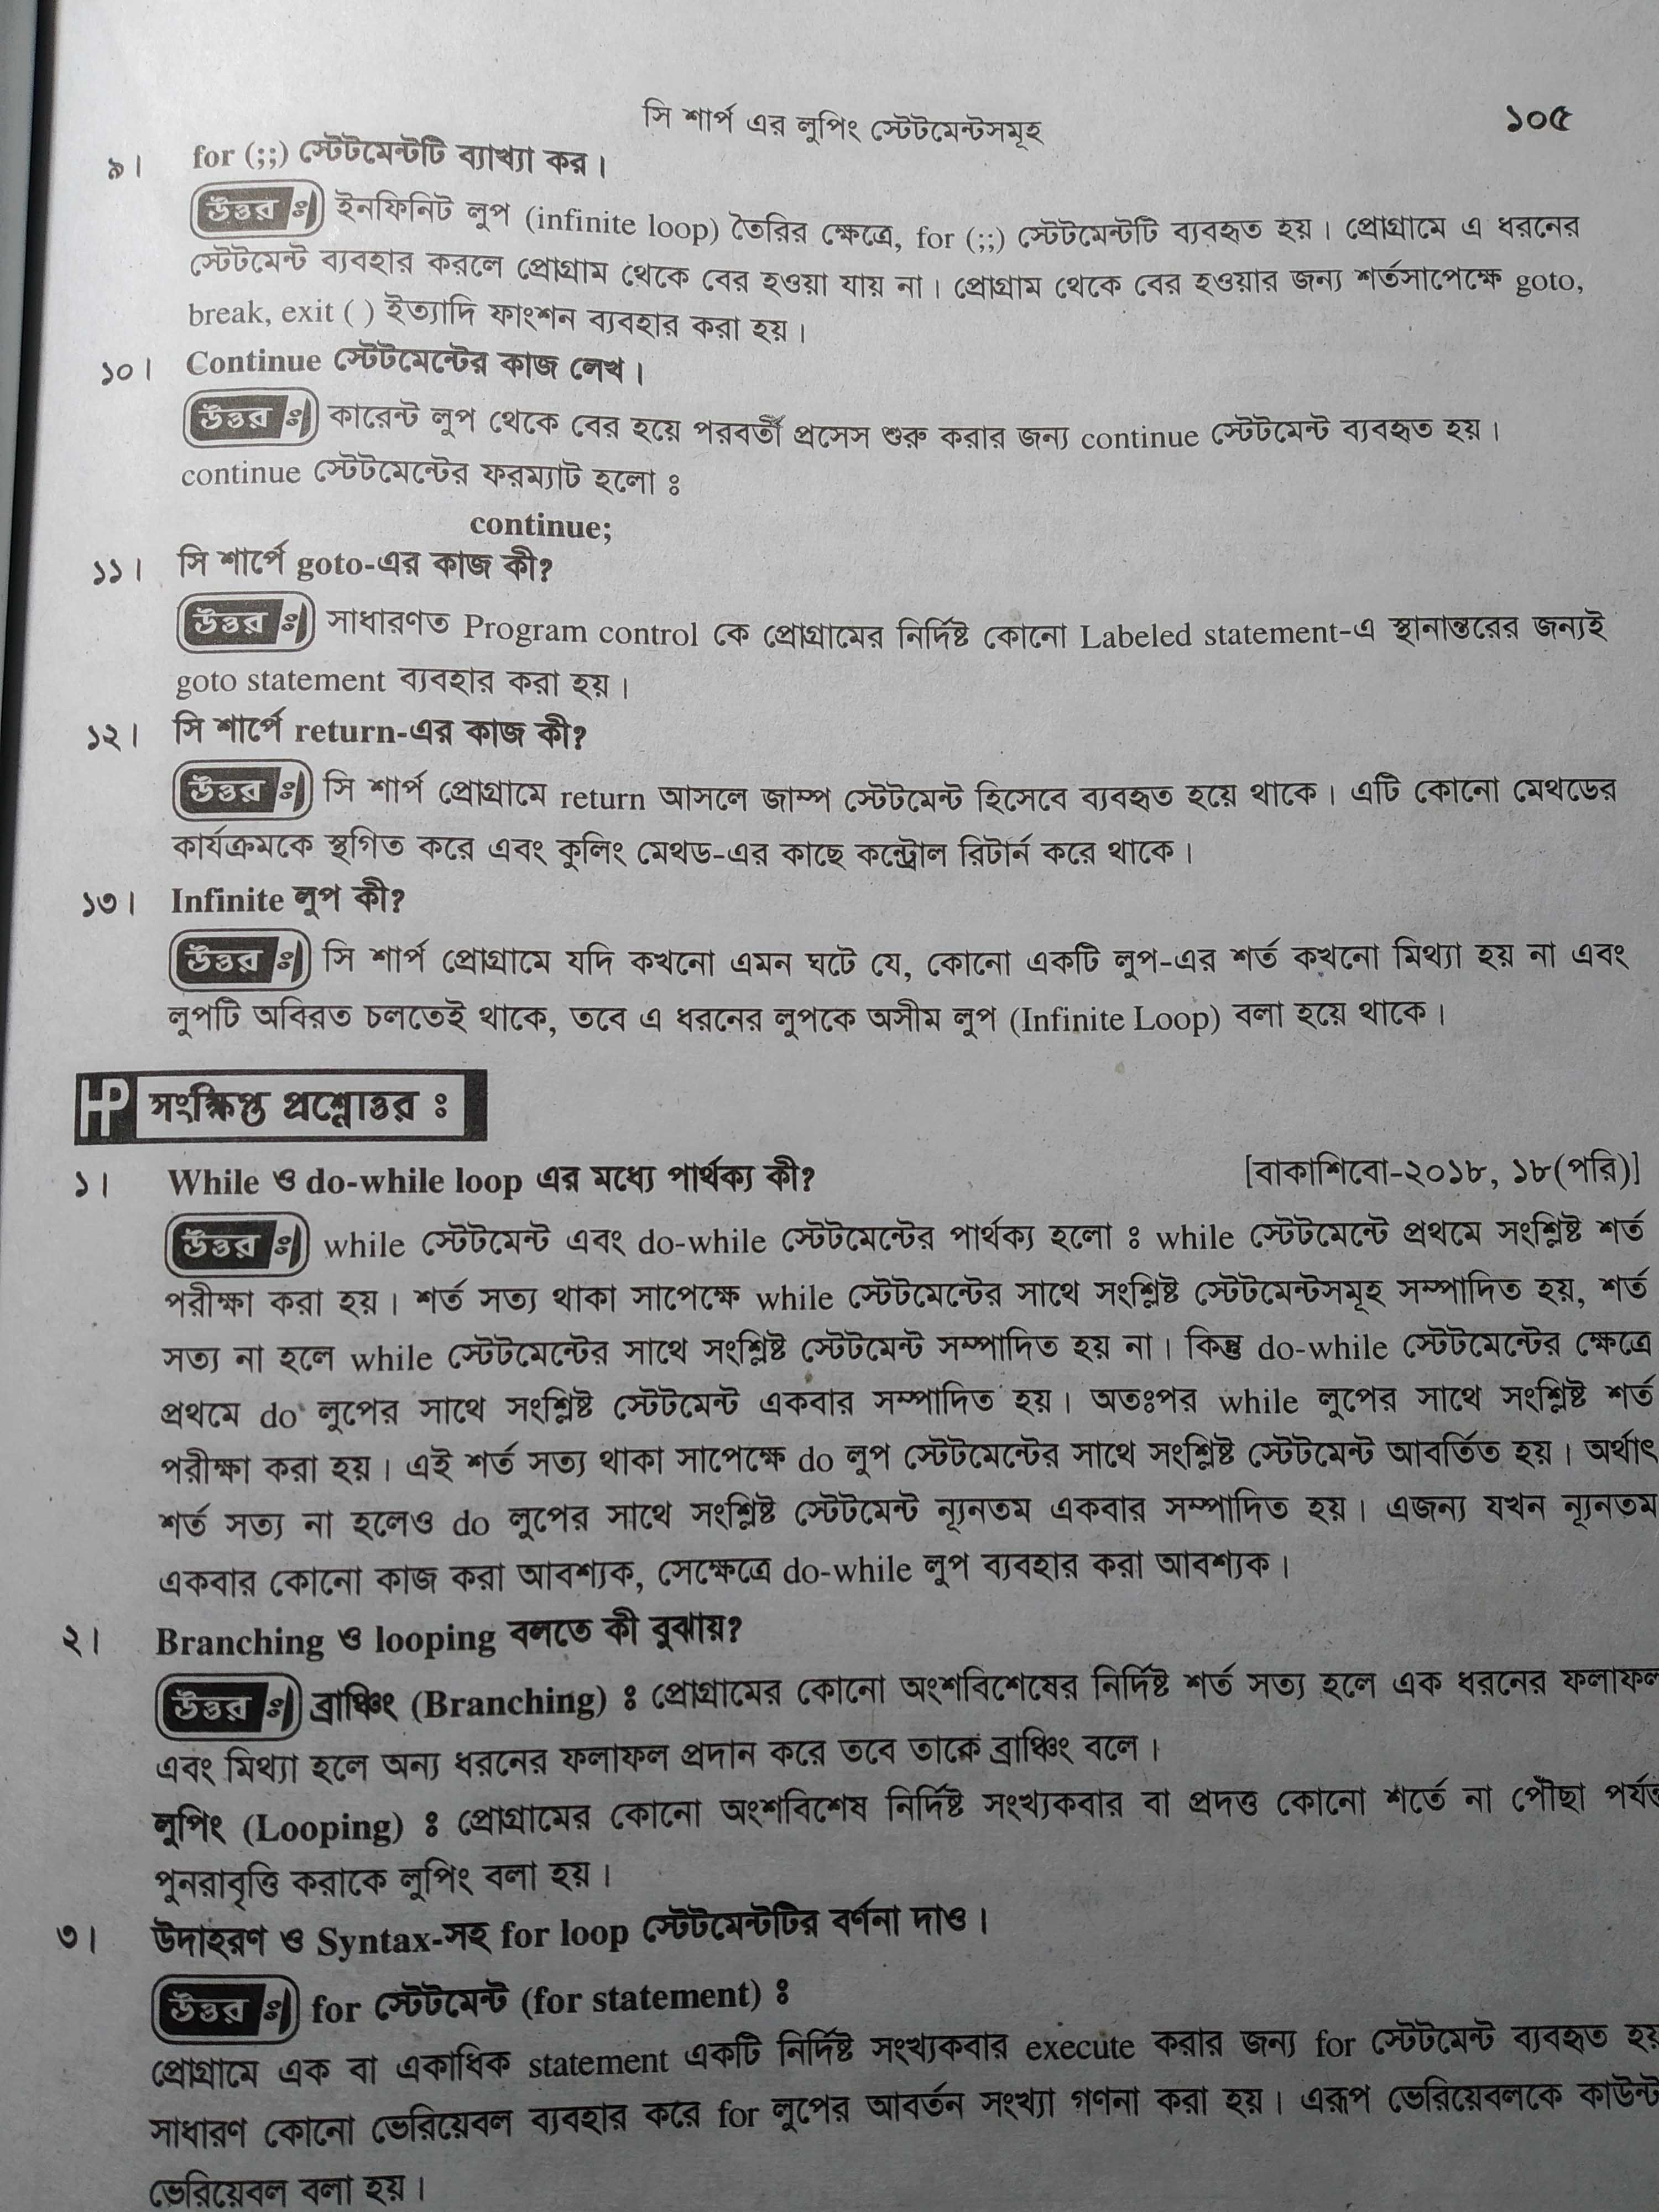 সি শার্প এর লুপিং স্টেটমেন্টসমূহ ১০৫
৯। for (;;) স্টেটমেন্টটি ব্যাখ্যা কর।
উত্তর ঃ ইনফিনিট লুপ (infinite loop) তৈরির ক্ষেত্রে, for (;;) স্টেটমেন্টটি ব্যবহৃত হয়। প্রোগ্রামে এ ধরনের
স্টেটমেন্ট ব্যবহার করলে প্রোগ্রাম থেকে বের হওয়া যায় না। প্রোগ্রাম থেকে বের হওয়ার জন্য শর্তসাপেক্ষে goto,
break, exit ( ) ইত্যাদি ফাংশন ব্যবহার করা হয়।
১০। Continue স্টেটমেন্টের কাজ লেখ।
উত্তর ঃ কারেন্ট লুপ থেকে বের হয়ে পরবর্তী প্রসেস শুরু করার জন্য continue স্টেটমেন্ট ব্যবহৃত হয়।
continue স্টেটমেন্টের ফরম্যাট হলো ঃ
continue;
১১। সি শার্পে goto-এর কাজ কী?
উত্তর ঃ সাধারণত Program control কে প্রোগ্রামের নির্দিষ্ট কোনো Labeled statement-এ স্থানান্তরের জন্যই
goto statement ব্যবহার করা হয়।
১২। সি শার্পে return-এর কাজ কী?
উত্তর ঃ সি শার্প প্রোগ্রামে return আসলে জাম্প স্টেটমেন্ট হিসেবে ব্যবহৃত হয়ে থাকে। এটি কোনো মেথডের
কার্যক্রমকে স্থগিত করে এবং কুলিং মেথড-এর কাছে কন্ট্রোল রিটার্ন করে থাকে।
১৩। Infinite লুপ কী?
উত্তর ঃ সি শার্প প্রোগ্রামে যদি কখনো এমন ঘটে যে, কোনো একটি লুপ-এর শর্ত কখনো মিথ্যা হয় না এবং
লুপটি অবিরত চলতেই থাকে, তবে এ ধরনের লুপকে অসীম লুপ (Infinite Loop) বলা হয়ে থাকে।
HP সংক্ষিপ্ত প্রশ্নোত্তর ঃ
১। While ও do-while loop এর মধ্যে পার্থক্য কী? [বাকাশিবো-২০১৮, ১৮(পরি)]
উত্তর ঃ while স্টেটমেন্ট এবং do-while স্টেটমেন্টের পার্থক্য হলো ঃ while স্টেটমেন্টে প্রথমে সংশ্লিষ্ট শর্ত
পরীক্ষা করা হয়। শর্ত সত্য থাকা সাপেক্ষে while স্টেটমেন্টের সাথে সংশ্লিষ্ট স্টেটমেন্টসমূহ সম্পাদিত হয়, শর্ত
সত্য না হলে while স্টেটমেন্টের সাথে সংশ্লিষ্ট স্টেটমেন্ট সম্পাদিত হয় না। কিন্তু do-while স্টেটমেন্টের ক্ষেত্রে
প্রথমে do লুপের সাথে সংশ্লিষ্ট স্টেটমেন্ট একবার সম্পাদিত হয়। অতঃপর while লুপের সাথে সংশ্লিষ্ট শর্ত
পরীক্ষা করা হয়। এই শর্ত সত্য থাকা সাপেক্ষে do লুপ স্টেটমেন্টের সাথে সংশ্লিষ্ট স্টেটমেন্ট আবর্তিত হয়। অর্থাৎ
শর্ত সত্য না হলেও do লুপের সাথে সংশ্লিষ্ট স্টেটমেন্ট ন্যূনতম একবার সম্পাদিত হয়। এজন্য যখন ন্যূনতম
একবার কোনো কাজ করা আবশ্যক, সেক্ষেত্রে do-while লুপ ব্যবহার করা আবশ্যক।
২। Branching ও looping বলতে কী বুঝায়?
উত্তর ঃ ব্রাঞ্চিং (Branching) ঃ প্রোগ্রামের কোনো অংশবিশেষের নির্দিষ্ট শর্ত সত্য হলে এক ধরনের ফলাফল
এবং মিথ্যা হলে অন্য ধরনের ফলাফল প্রদান করে তবে তাকে ব্রাঞ্চিং বলে।
লুপিং (Looping) ঃ প্রোগ্রামের কোনো অংশবিশেষ নির্দিষ্ট সংখ্যকবার বা প্রদত্ত কোনো শর্তে না পৌঁছা পর্যন্ত
পুনরাবৃত্তি করাকে লুপিং বলা হয়।
৩। উদাহরণ ও Syntax-সহ for loop স্টেটমেন্টটির বর্ণনা দাও।
উত্তর ঃ for স্টেটমেন্ট (for statement) ঃ
প্রোগ্রামে এক বা একাধিক statement একটি নির্দিষ্ট সংখ্যকবার execute করার জন্য for স্টেটমেন্ট ব্যবহৃত হয়
সাধারণ কোনো ভেরিয়েবল ব্যবহার করে for লুপের আবর্তন সংখ্যা গণনা করা হয়। এরূপ ভেরিয়েবলকে কাউন্ট
ভেরিয়েবল বলা হয়।